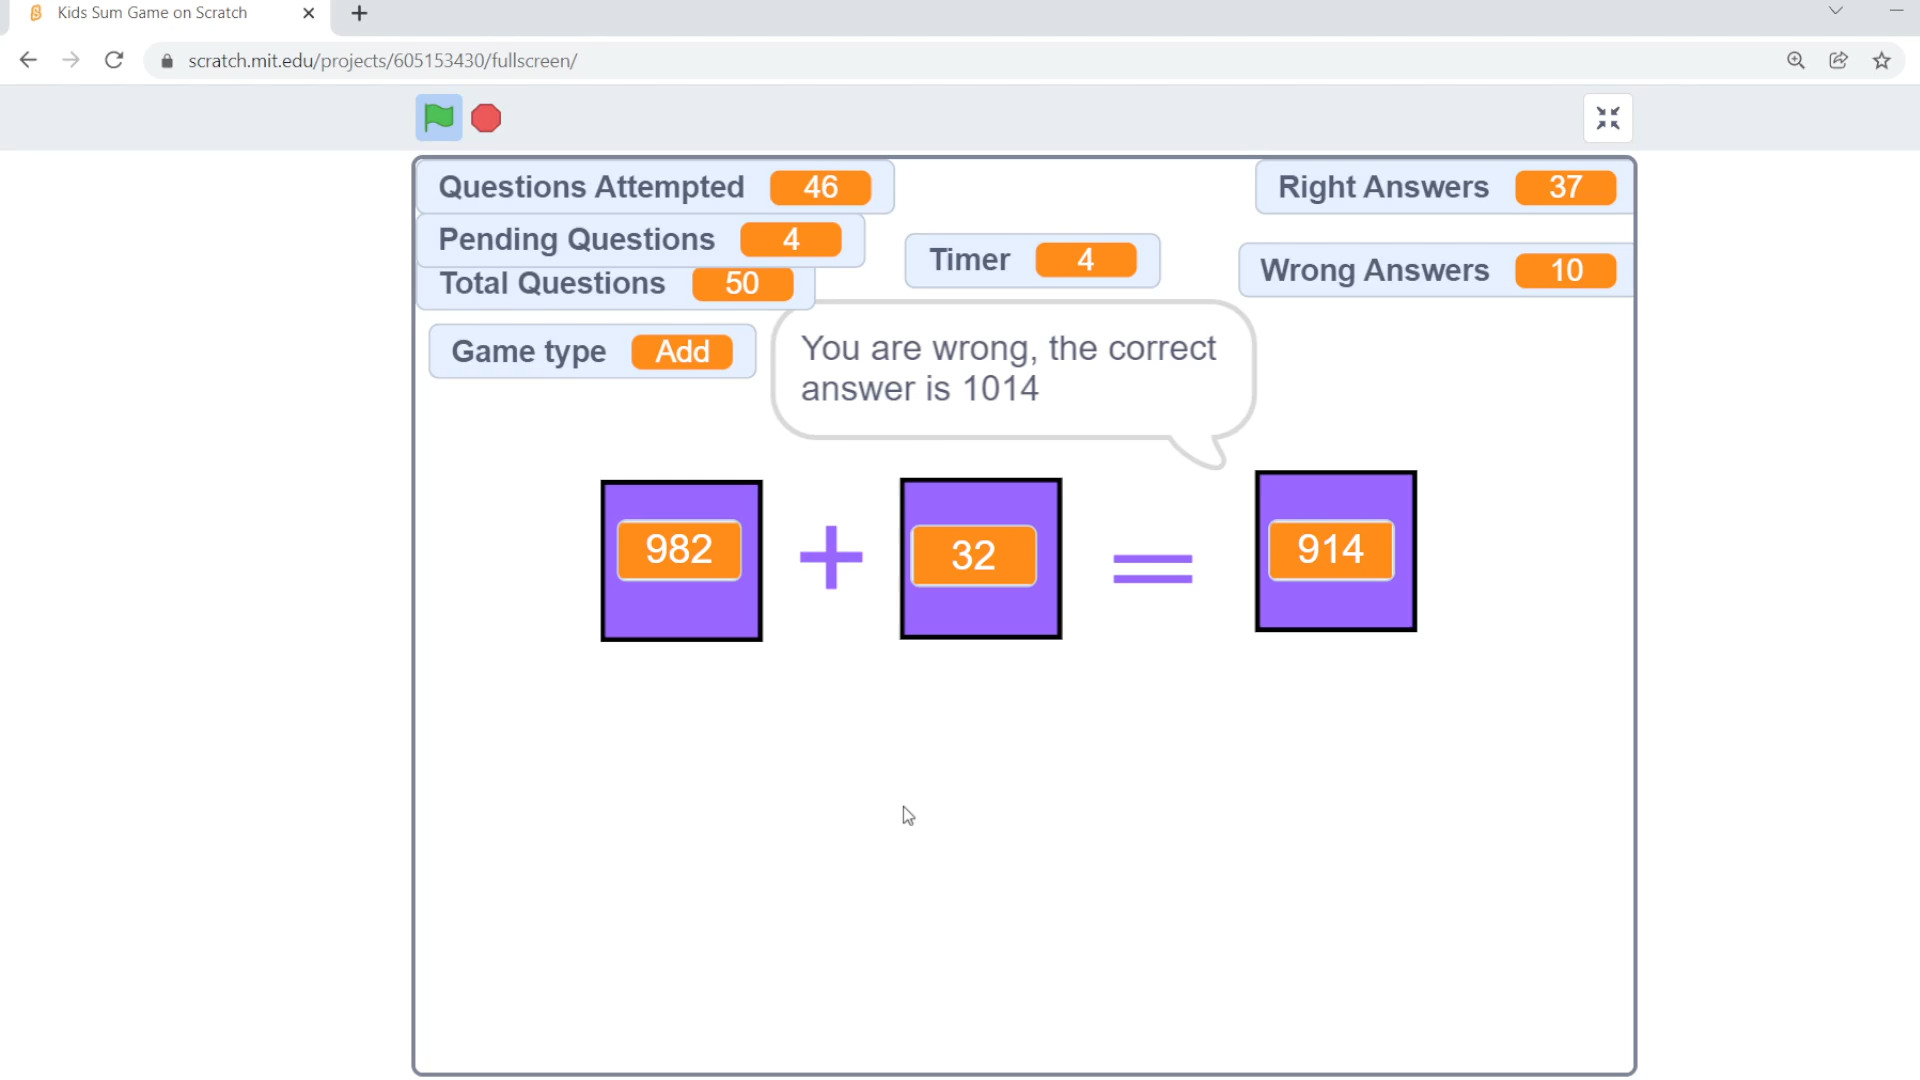 Kids Sum Game on Scratch
scratch.mit.edu/projects/605153430/fullscreen/
Questions Attempted 46
Right Answers 37
Pending Questions 4
Timer 4
Wrong Answers 10
Total Questions 50
Game type Add
You are wrong, the correct
answer is 1014
982 + 32 = 914